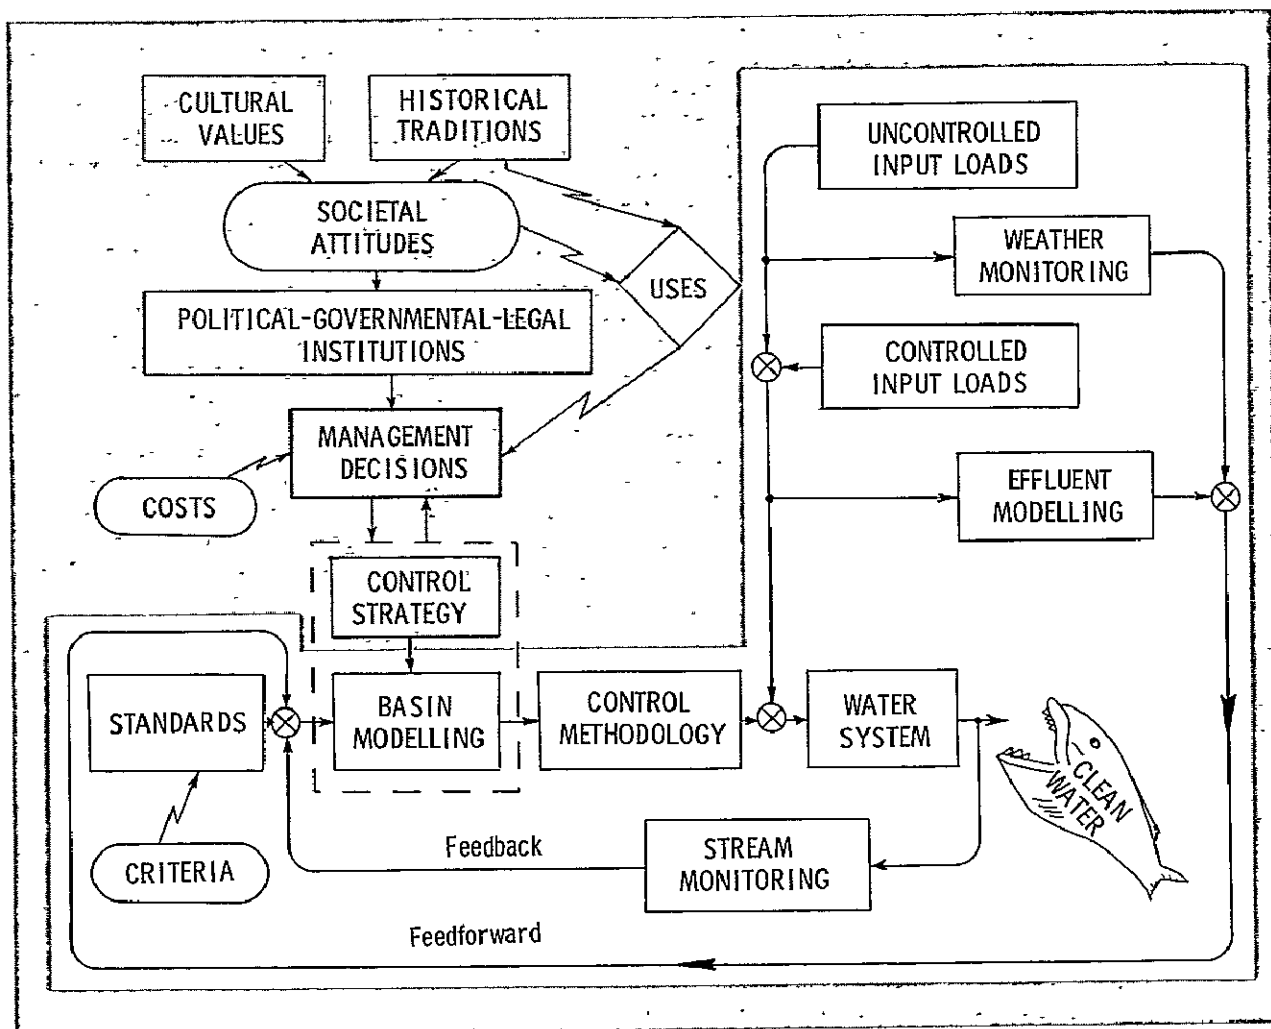 CULTURAL
VALUES
HISTORICAL
TRADITIONS
SOCIETAL
ATTITUDES
USES
POLITICAL-GOVERNMENTAL-LEGAL
INSTITUTIONS
MANAGEMENT
DECISIONS
COSTS
CONTROL
STRATEGY
UNCONTROLLED
INPUT LOADS
WEATHER
MONITORING
CONTROLLED
INPUT LOADS
EFFLUENT
MODELLING
STANDARDS
BASIN
MODELLING
CONTROL
METHODOLOGY
WATER
SYSTEM
CLEAN
WATER
CRITERIA
Feedback
STREAM
MONITORING
Feedforward